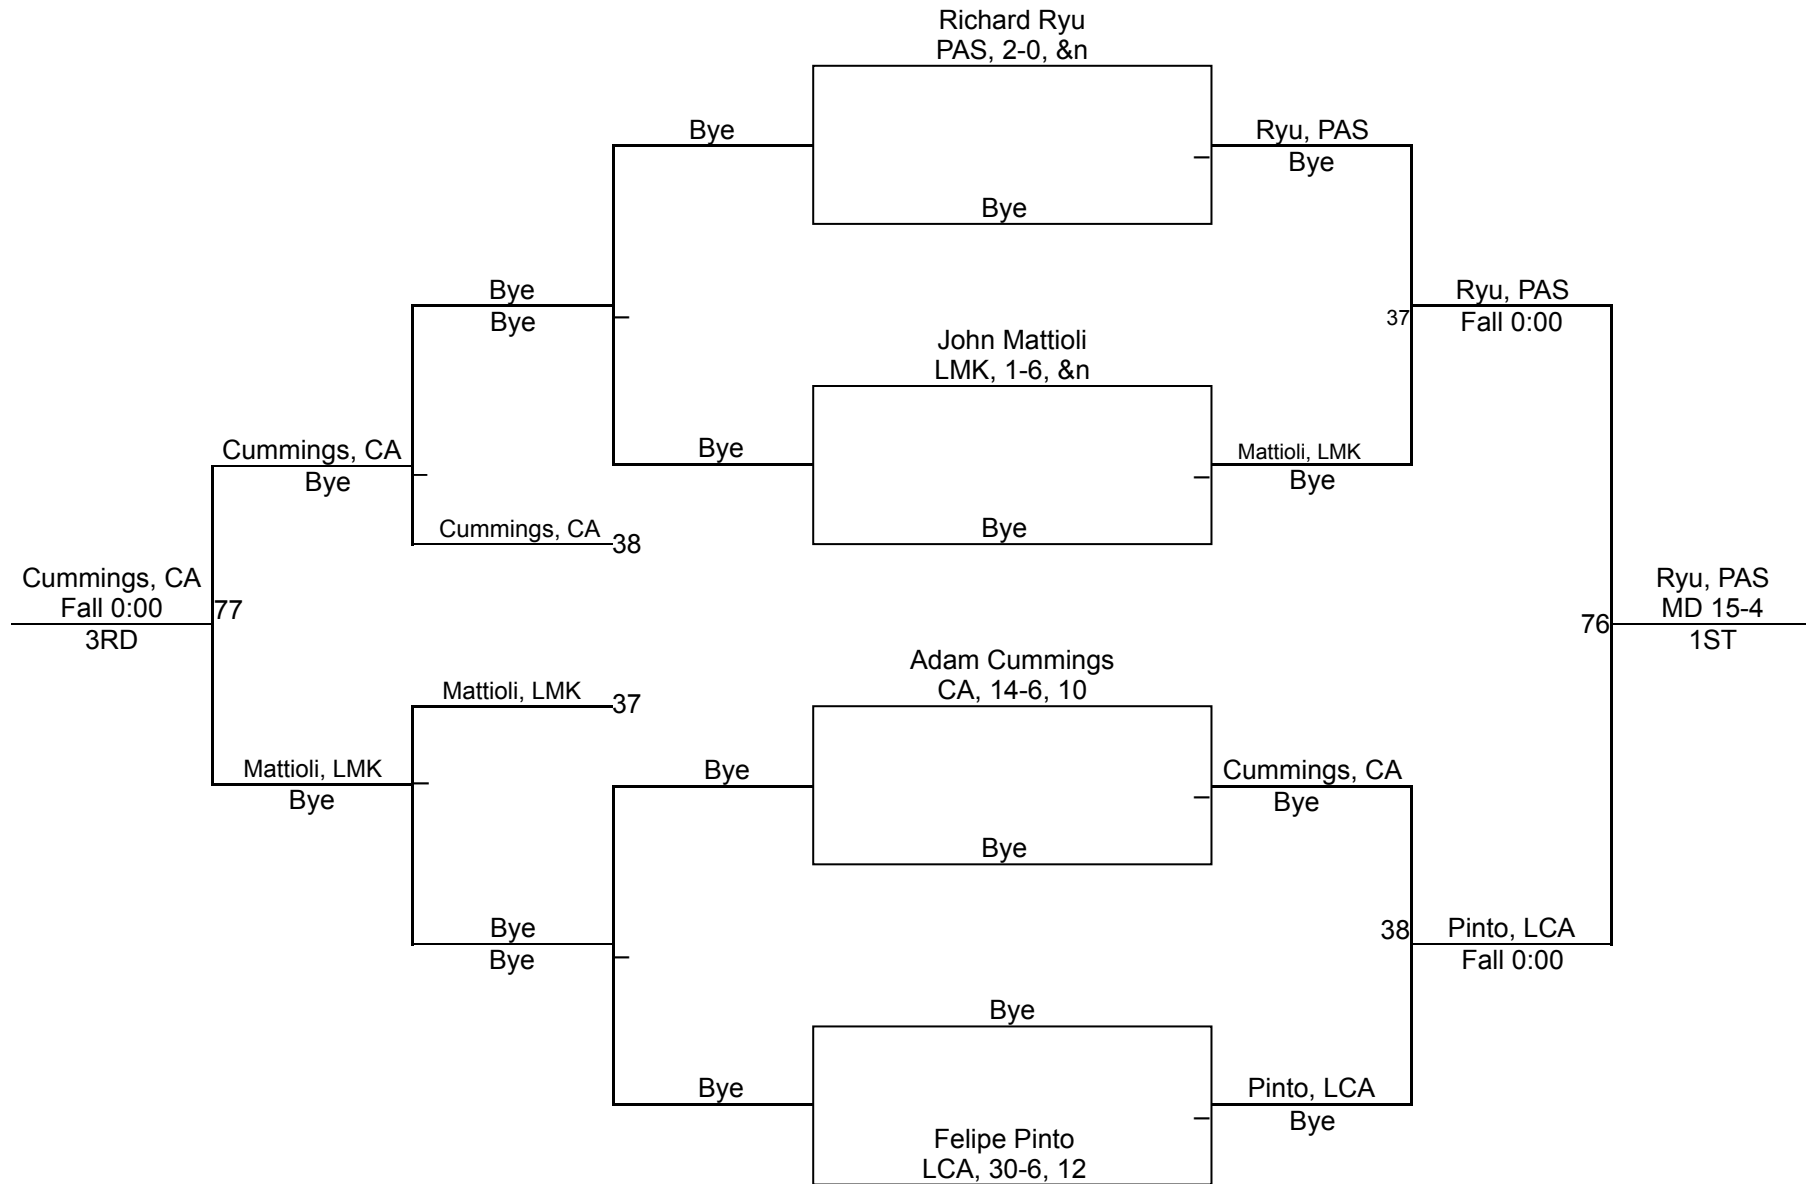 Richard Ryu
PAS, 2-0, &n
Bye
Ryu, PAS
Bye
Bye
Bye
Bye
Ryu, PAS
37
Fall 0:00
John Mattioli
LMK, 1-6, &n
Cummings, CA
Bye
Bye
Mattioli, LMK
Bye
Cummings, CA
38
Bye
Cummings, CA
Fall 0:00
77
3RD
Ryu, PAS
MD 15-4
76
1ST
Adam Cummings
CA, 14-6, 10
Mattioli, LMK
37
Mattioli, LMK
Bye
Bye
Cummings, CA
Bye
Bye
Bye
Bye
38
Pinto, LCA
Fall 0:00
Bye
Bye
Pinto, LCA
Bye
Felipe Pinto
LCA, 30-6, 12